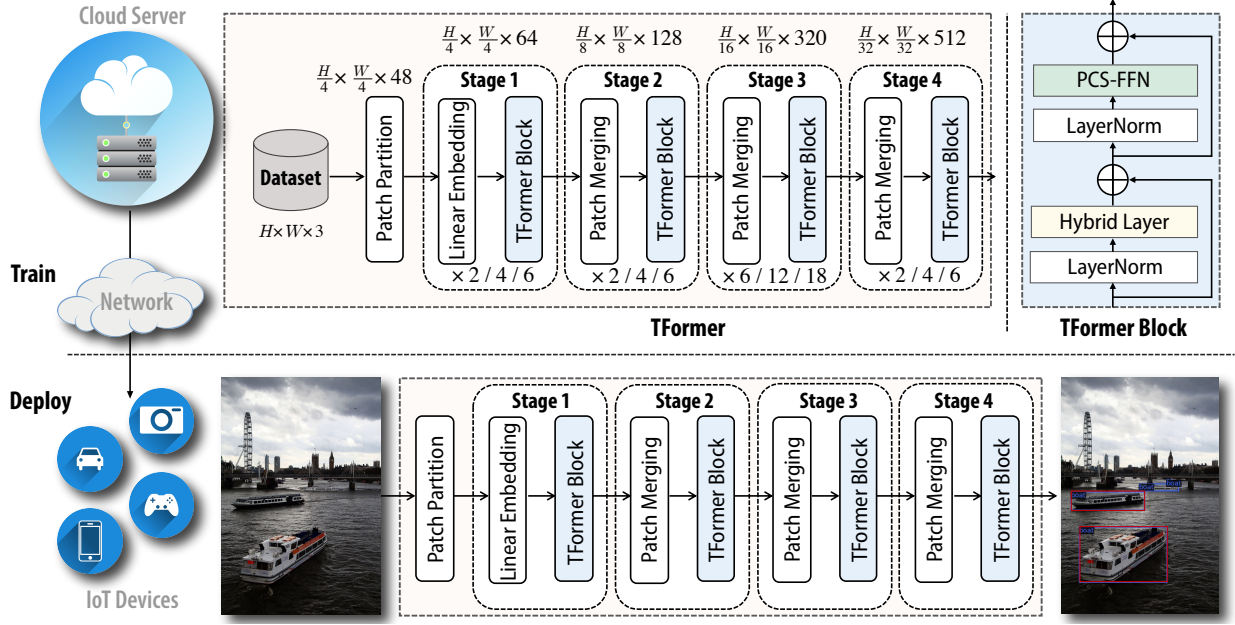 Cloud Server
Train
Network
Deploy
IoT Devices
H/4 × W/4 × 48
H/4 × W/4 × 64
H/8 × W/8 × 128
H/16 × W/16 × 320
H/32 × W/32 × 512
Dataset
H×W×3
Patch Partition
Stage 1
Linear Embedding
TFormer Block
× 2 / 4 / 6
Stage 2
Patch Merging
TFormer Block
× 2 / 4 / 6
Stage 3
Patch Merging
TFormer Block
× 6 / 12 / 18
Stage 4
Patch Merging
TFormer Block
× 2 / 4 / 6
TFormer
PCS-FFN
LayerNorm
Hybrid Layer
LayerNorm
TFormer Block
Patch Partition
Stage 1
Linear Embedding
TFormer Block
Stage 2
Patch Merging
TFormer Block
Stage 3
Patch Merging
TFormer Block
Stage 4
Patch Merging
TFormer Block
boat
boat
boat
boat